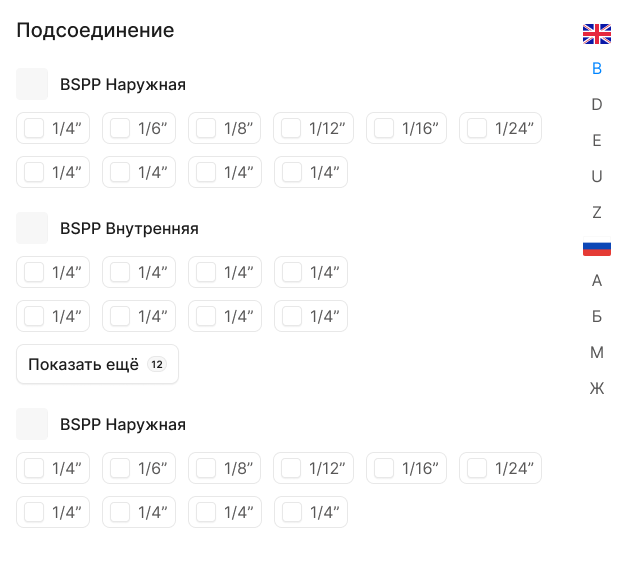 Подсоединение
BSPP Наружная
1/4” 1/6” 1/8” 1/12” 1/16” 1/24”
1/4” 1/4” 1/4” 1/4”
BSPP Внутренняя
1/4” 1/4” 1/4” 1/4”
1/4” 1/4” 1/4” 1/4”
Показать ещё 12
BSPP Наружная
1/4” 1/6” 1/8” 1/12” 1/16” 1/24”
1/4” 1/4” 1/4” 1/4”
B
D
E
U
Z
А
Б
М
Ж